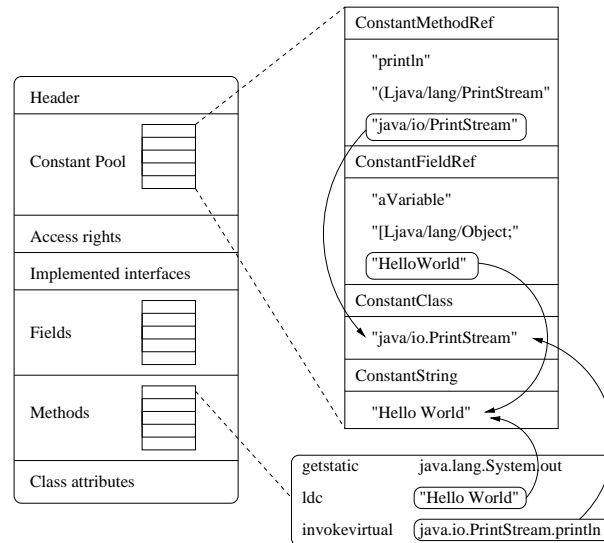 Header
Constant Pool
Access rights
Implemented interfaces
Fields
Methods
Class attributes
ConstantMethodRef
"println"
"(Ljava/lang/PrintStream"
"java/io/PrintStream"
ConstantFieldRef
"aVariable"
"[Ljava/lang/Object;"
"HelloWorld"
ConstantClass
"java/io.PrintStream"
ConstantString
"Hello World"
getstatic java.lang.System.out
ldc "Hello World"
invokevirtual java.io.PrintStream.println